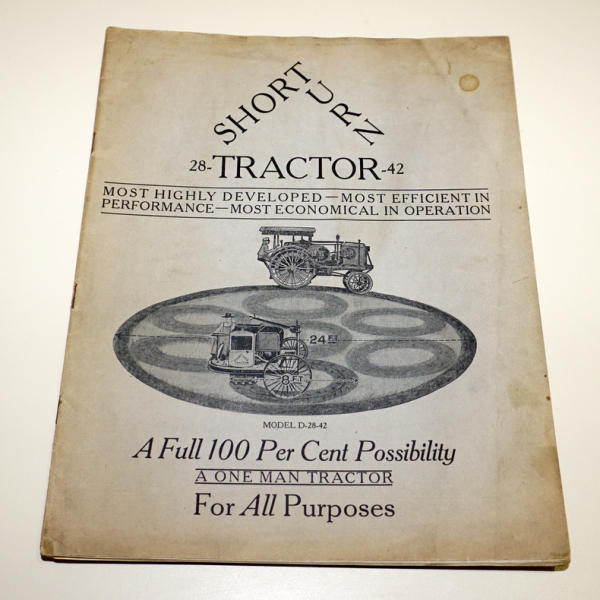 SHORT TURN
28-TRACTOR-42
MOST HIGHLY DEVELOPED—MOST EFFICIENT IN
PERFORMANCE—MOST ECONOMICAL IN OPERATION
24 FT.
8 FT
MODEL D-28-42
A Full 100 Per Cent Possibility
A ONE MAN TRACTOR
For All Purposes